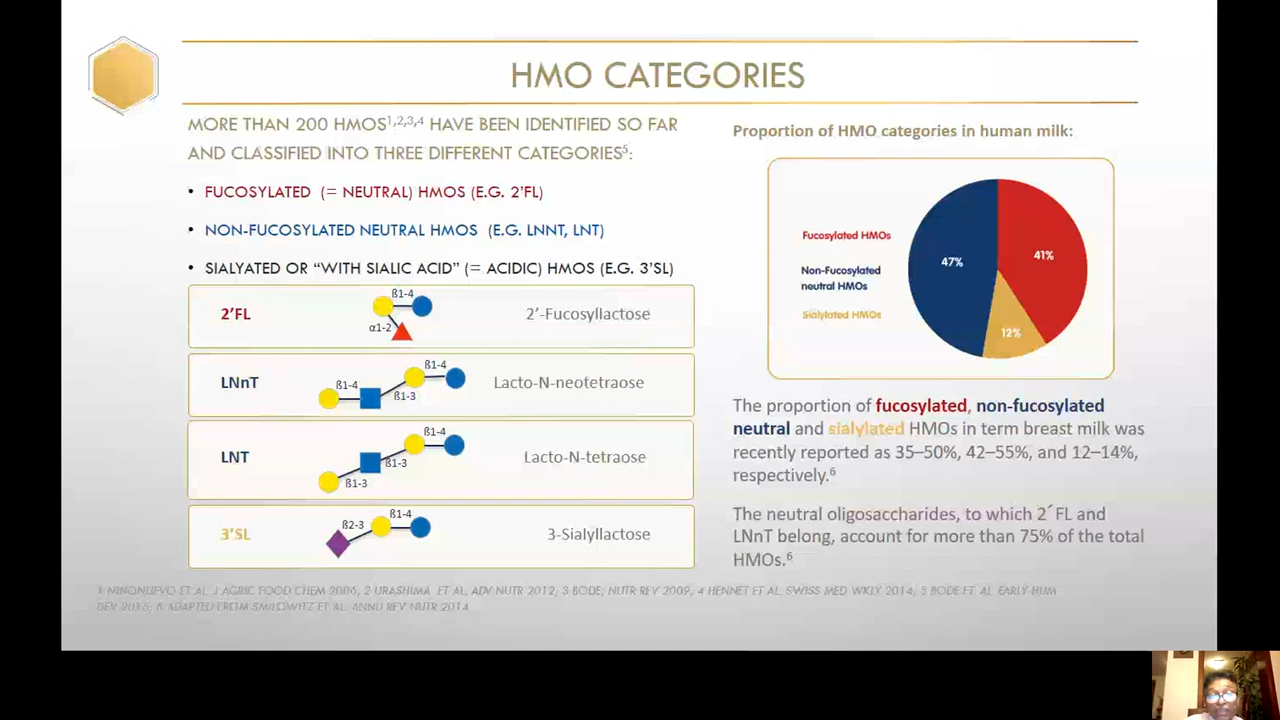 HMO CATEGORIES
MORE THAN 200 HMOS1,2,3,4 HAVE BEEN IDENTIFIED SO FAR
AND CLASSIFIED INTO THREE DIFFERENT CATEGORIES5:
• FUCOSYLATED (= NEUTRAL) HMOS (E.G. 2'FL)
• NON-FUCOSYLATED NEUTRAL HMOS (E.G. LNNT, LNT)
• SIALYATED OR “WITH SIALIC ACID” (= ACIDIC) HMOS (E.G. 3'SL)
2'FL
ß1-4
α1-2
2'-Fucosyllactose
LNnT
ß1-4
ß1-3
ß1-4
Lacto-N-neotetraose
LNT
ß1-3
ß1-3
ß1-4
Lacto-N-tetraose
3'SL
ß2-3
ß1-4
3-Sialyllactose
Proportion of HMO categories in human milk:
Fucosylated HMOs
Non-Fucosylated
neutral HMOs
Sialylated HMOs
47%
41%
12%
The proportion of fucosylated, non-fucosylated
neutral and sialylated HMOs in term breast milk was
recently reported as 35–50%, 42–55%, and 12–14%,
respectively.6
The neutral oligosaccharides, to which 2´FL and
LNnT belong, account for more than 75% of the total
HMOs.6
1 NINONUEVO ET AL. J AGRIC FOOD CHEM 2006, 2 URASHIMA ET AL, ADV NUTR 2012, 3 BODE, NUTR REV 2009, 4 HENNET ET AL. SWISS MED WKLY 2014; 5 BODE ET AL. EARLY HUM
DEV 2015; 6 ADAPTED FROM SMILOWITZ ET AL. ANNU REV NUTR 2014